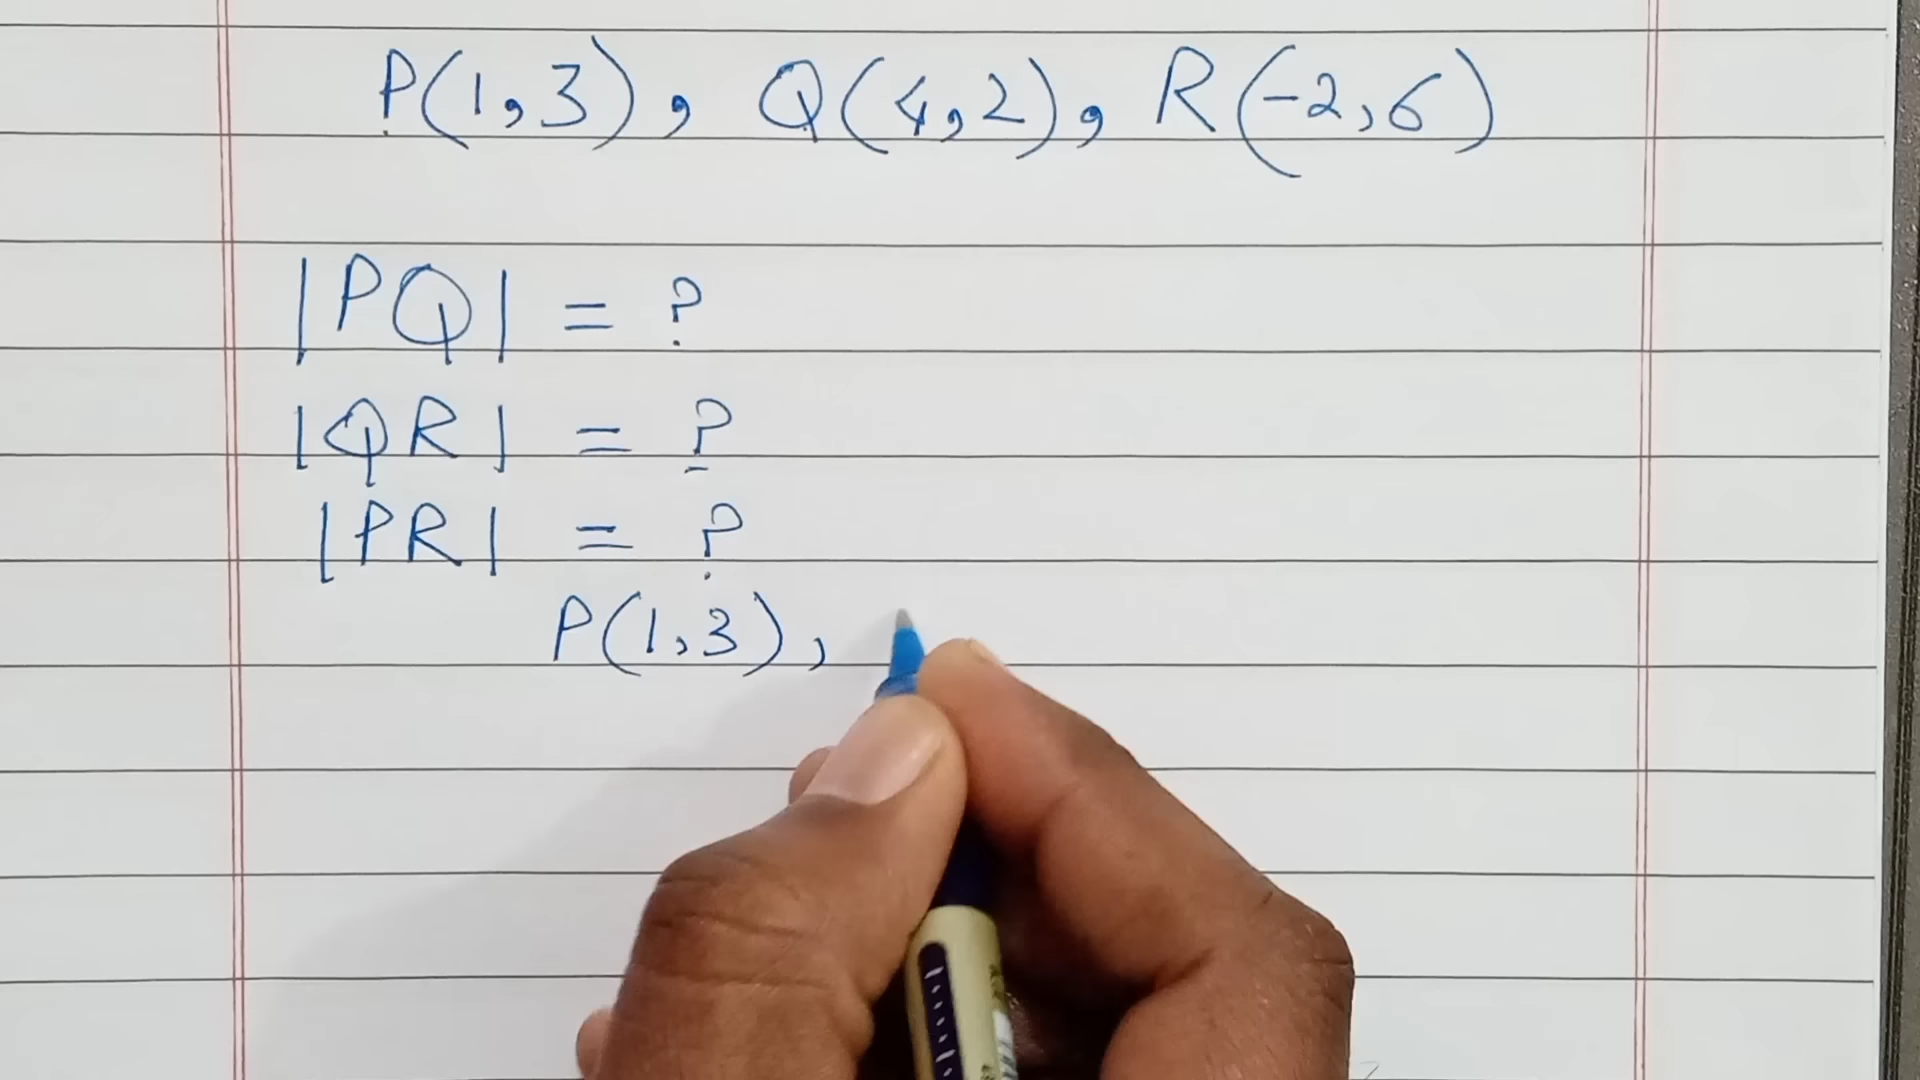 P(1,3), Q(4,2), R(-2,6)
|PQ| = ?
|QR| = ?
|PR| = ?
P(1,3),